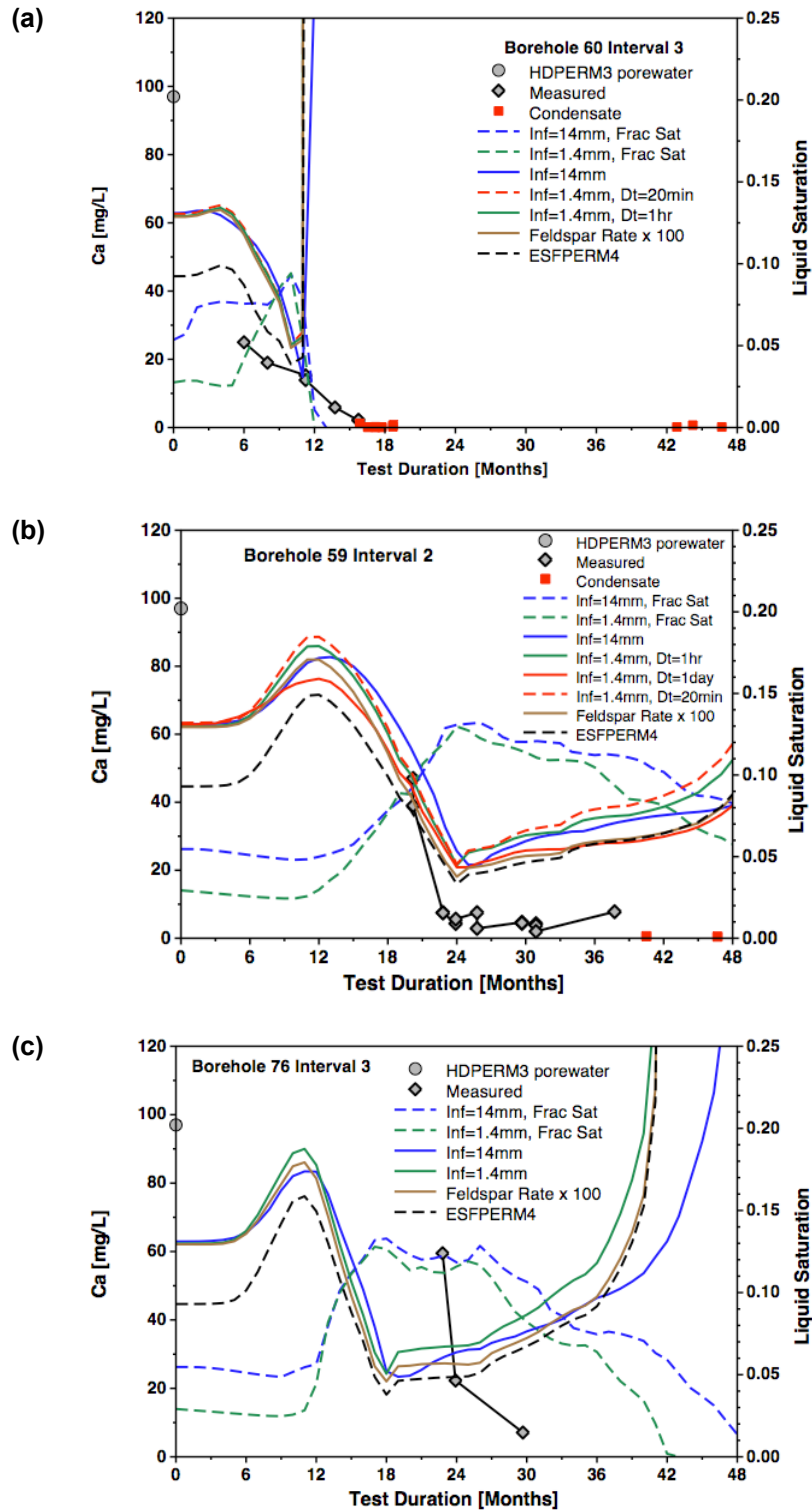 (a)
Borehole 60 Interval 3
HDPERM3 porewater
Measured
Condensate
Inf=14mm, Frac Sat
Inf=1.4mm, Frac Sat
Inf=14mm
Inf=1.4mm, Dt=20min
Inf=1.4mm, Dt=1hr
Feldspar Rate x 100
ESFPERM4
Ca [mg/L]
120
100
80
60
40
20
0
Liquid Saturation
0.25
0.20
0.15
0.10
0.05
0.00
0 6 12 18 24 30 36 42 48
Test Duration [Months]
(b)
Borehole 59 Interval 2
HDPERM3 porewater
Measured
Condensate
Inf=14mm, Frac Sat
Inf=1.4mm, Frac Sat
Inf=14mm
Inf=1.4mm, Dt=1hr
Inf=1.4mm, Dt=1day
Inf=1.4mm, Dt=20min
Feldspar Rate x 100
ESFPERM4
Ca [mg/L]
120
100
80
60
40
20
0
Liquid Saturation
0.25
0.20
0.15
0.10
0.05
0.00
0 6 12 18 24 30 36 42 48
Test Duration [Months]
(c)
Borehole 76 Interval 3
HDPERM3 porewater
Measured
Inf=14mm, Frac Sat
Inf=1.4mm, Frac Sat
Inf=14mm
Inf=1.4mm
Feldspar Rate x 100
ESFPERM4
Ca [mg/L]
120
100
80
60
40
20
0
Liquid Saturation
0.25
0.20
0.15
0.10
0.05
0.00
0 6 12 18 24 30 36 42 48
Test Duration [Months]